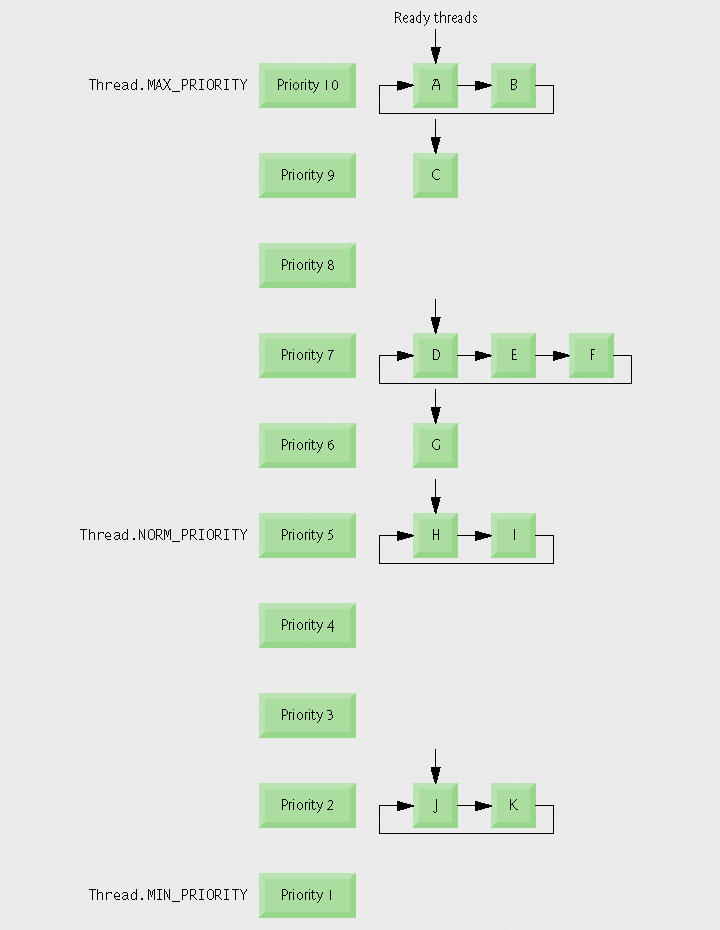 Ready threads
Thread.MAX_PRIORITY Priority 10 A B
Priority 9 C
Priority 8
Priority 7 D E F
Priority 6 G
Thread.NORM_PRIORITY Priority 5 H I
Priority 4
Priority 3
Priority 2 J K
Thread.MIN_PRIORITY Priority 1